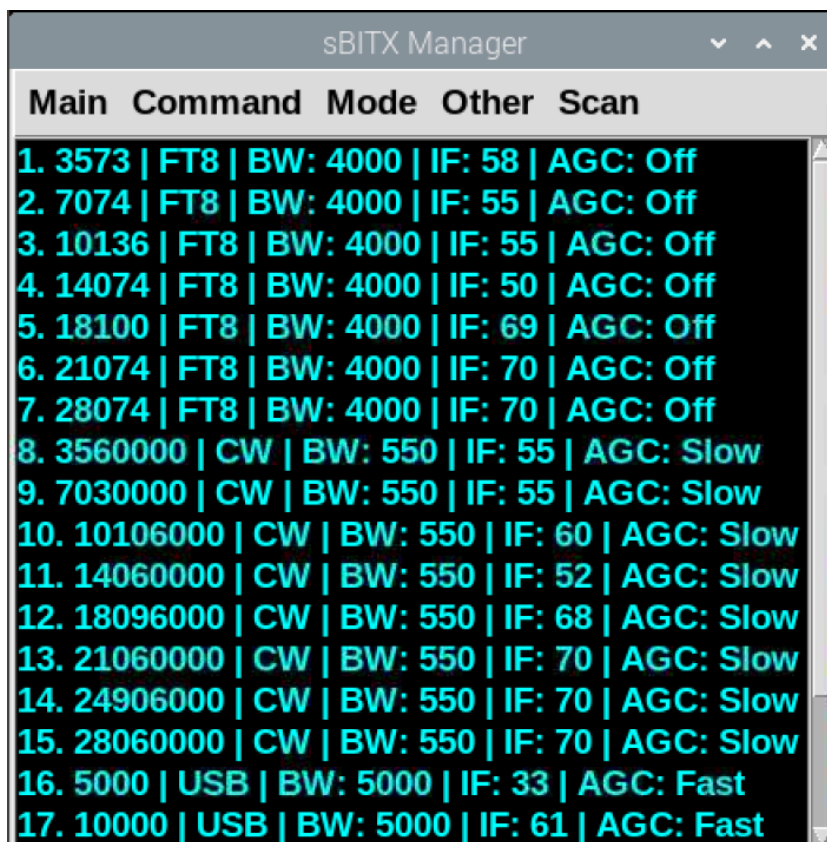 sBITX Manager
Main Command Mode Other Scan
1. 3573 | FT8 | BW: 4000 | IF: 58 | AGC: Off
2. 7074 | FT8 | BW: 4000 | IF: 55 | AGC: Off
3. 10136 | FT8 | BW: 4000 | IF: 55 | AGC: Off
4. 14074 | FT8 | BW: 4000 | IF: 50 | AGC: Off
5. 18100 | FT8 | BW: 4000 | IF: 69 | AGC: Off
6. 21074 | FT8 | BW: 4000 | IF: 70 | AGC: Off
7. 28074 | FT8 | BW: 4000 | IF: 70 | AGC: Off
8. 3560000 | CW | BW: 550 | IF: 55 | AGC: Slow
9. 7030000 | CW | BW: 550 | IF: 55 | AGC: Slow
10. 10106000 | CW | BW: 550 | IF: 60 | AGC: Slow
11. 14060000 | CW | BW: 550 | IF: 52 | AGC: Slow
12. 18096000 | CW | BW: 550 | IF: 68 | AGC: Slow
13. 21060000 | CW | BW: 550 | IF: 70 | AGC: Slow
14. 24906000 | CW | BW: 550 | IF: 70 | AGC: Slow
15. 28060000 | CW | BW: 550 | IF: 70 | AGC: Slow
16. 5000 | USB | BW: 5000 | IF: 33 | AGC: Fast
17. 10000 | USB | BW: 5000 | IF: 61 | AGC: Fast